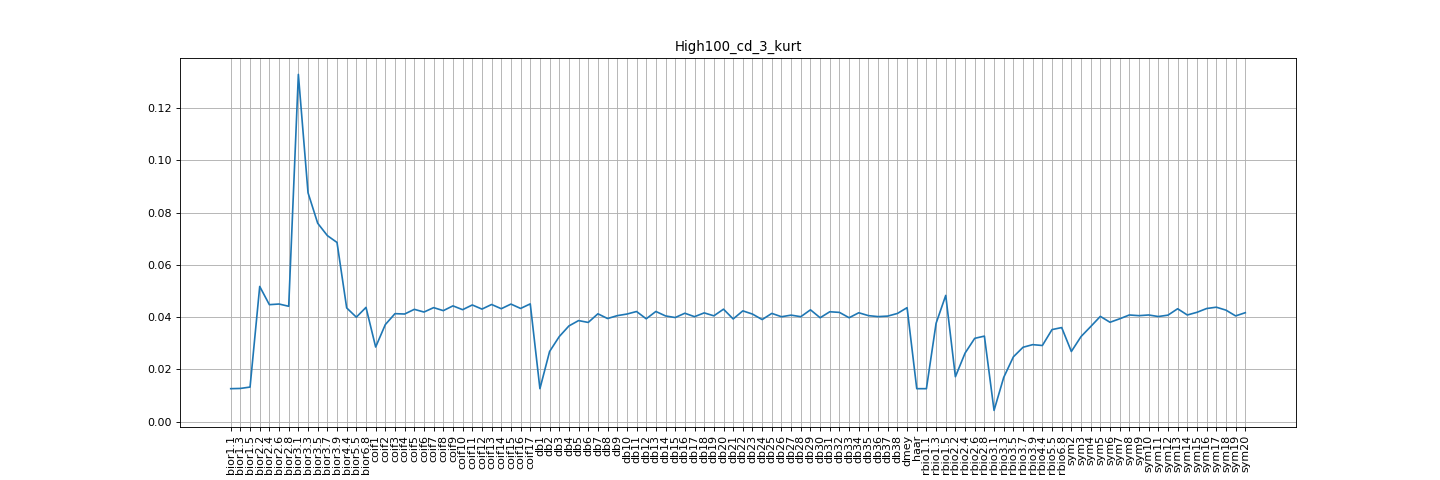 High100_cd_3_kurt
0.12
0.10
0.08
0.06
0.04
0.02
0.00
bior1.1
bior1.3
bior1.5
bior2.2
bior2.4
bior2.6
bior2.8
bior3.1
bior3.3
bior3.5
bior3.7
bior3.9
bior4.4
bior5.5
bior6.8
coif1
coif2
coif3
coif4
coif5
coif6
coif7
coif8
coif9
coif10
coif11
coif12
coif13
coif14
coif15
coif16
coif17
db1
db2
db3
db4
db5
db6
db7
db8
db9
db10
db11
db12
db13
db14
db15
db16
db17
db18
db19
db20
db21
db22
db23
db24
db25
db26
db27
db28
db29
db30
db31
db32
db33
db34
db35
db36
db37
db38
dmey
haar
rbio1.1
rbio1.3
rbio1.5
rbio2.2
rbio2.4
rbio2.6
rbio2.8
rbio3.1
rbio3.3
rbio3.5
rbio3.7
rbio3.9
rbio4.4
rbio5.5
rbio6.8
sym2
sym3
sym4
sym5
sym6
sym7
sym8
sym9
sym10
sym11
sym12
sym13
sym14
sym15
sym16
sym17
sym18
sym19
sym20